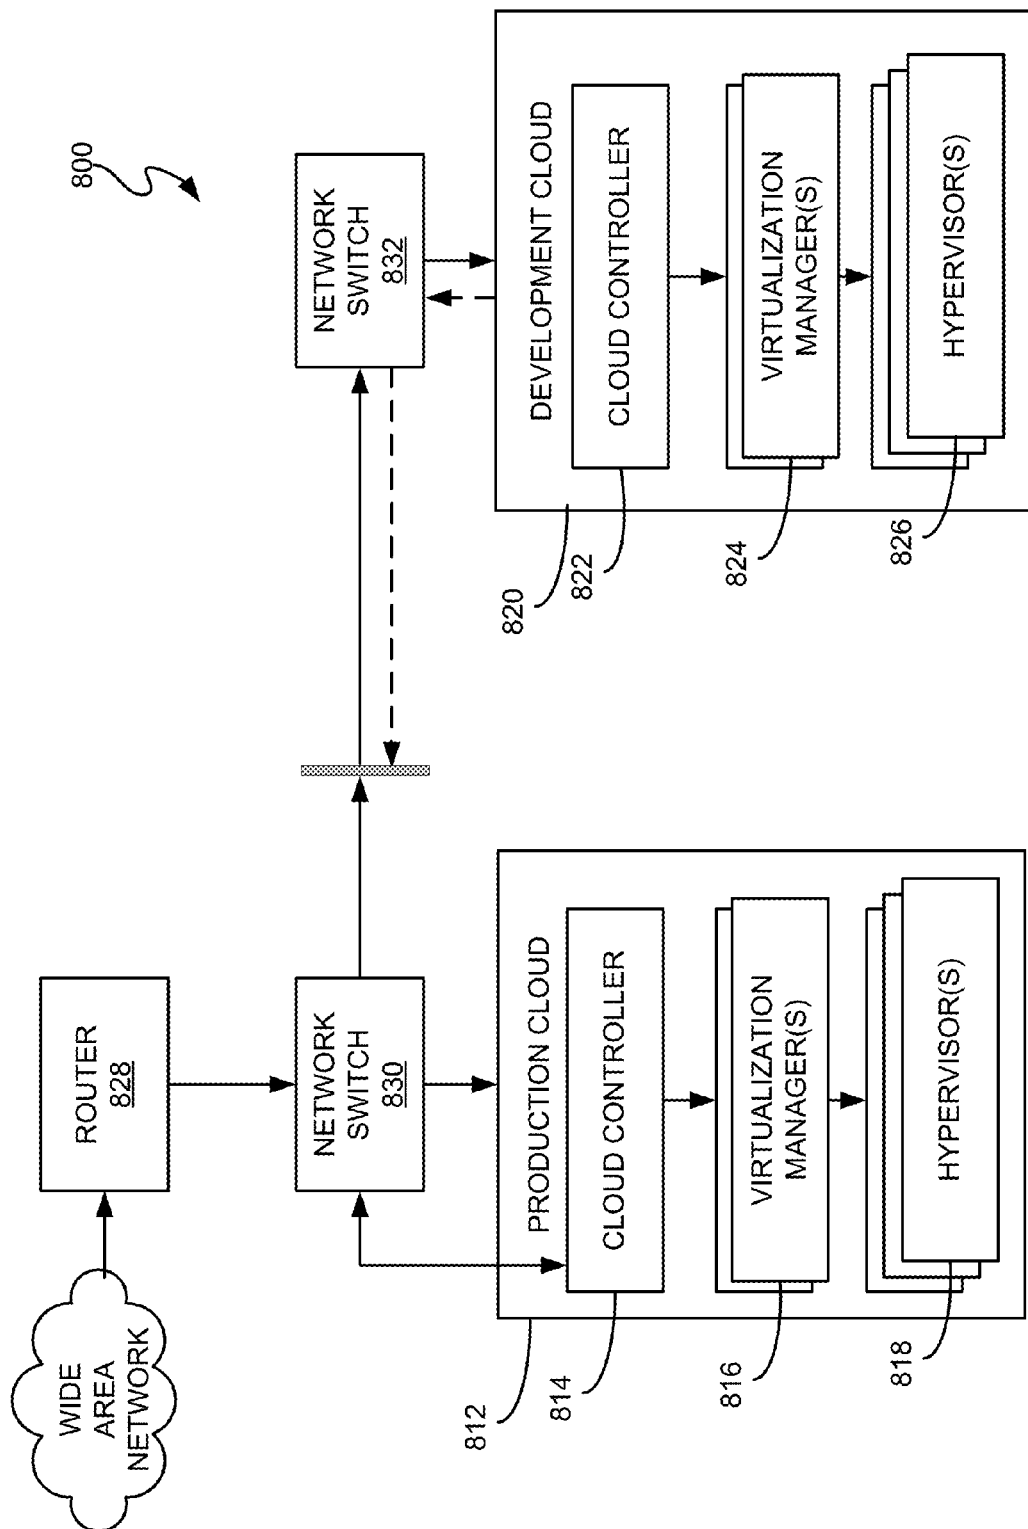 800
WIDE
AREA
NETWORK
ROUTER
828
NETWORK
SWITCH
830
NETWORK
SWITCH
832
812
PRODUCTION CLOUD
814
CLOUD CONTROLLER
816
VIRTUALIZATION
MANAGER(S)
818
HYPERVISOR(S)
820
DEVELOPMENT CLOUD
822
CLOUD CONTROLLER
824
VIRTUALIZATION
MANAGER(S)
826
HYPERVISOR(S)